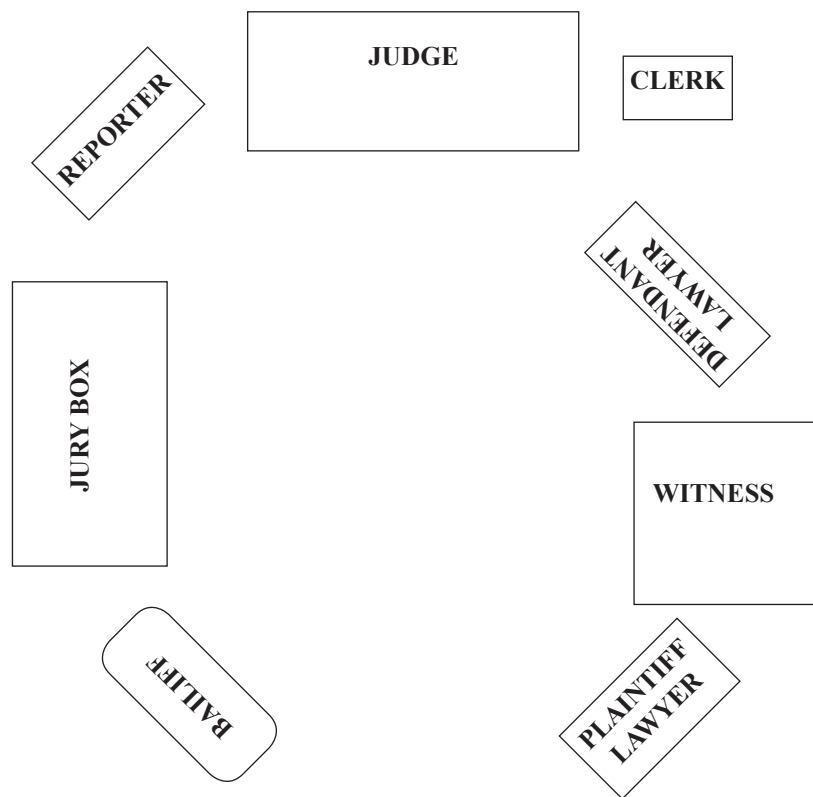 JUDGE
CLERK
REPORTER
DEFENDANT
LAWYER
JURY BOX
WITNESS
BAILIFF
PLAINTIFF
LAWYER